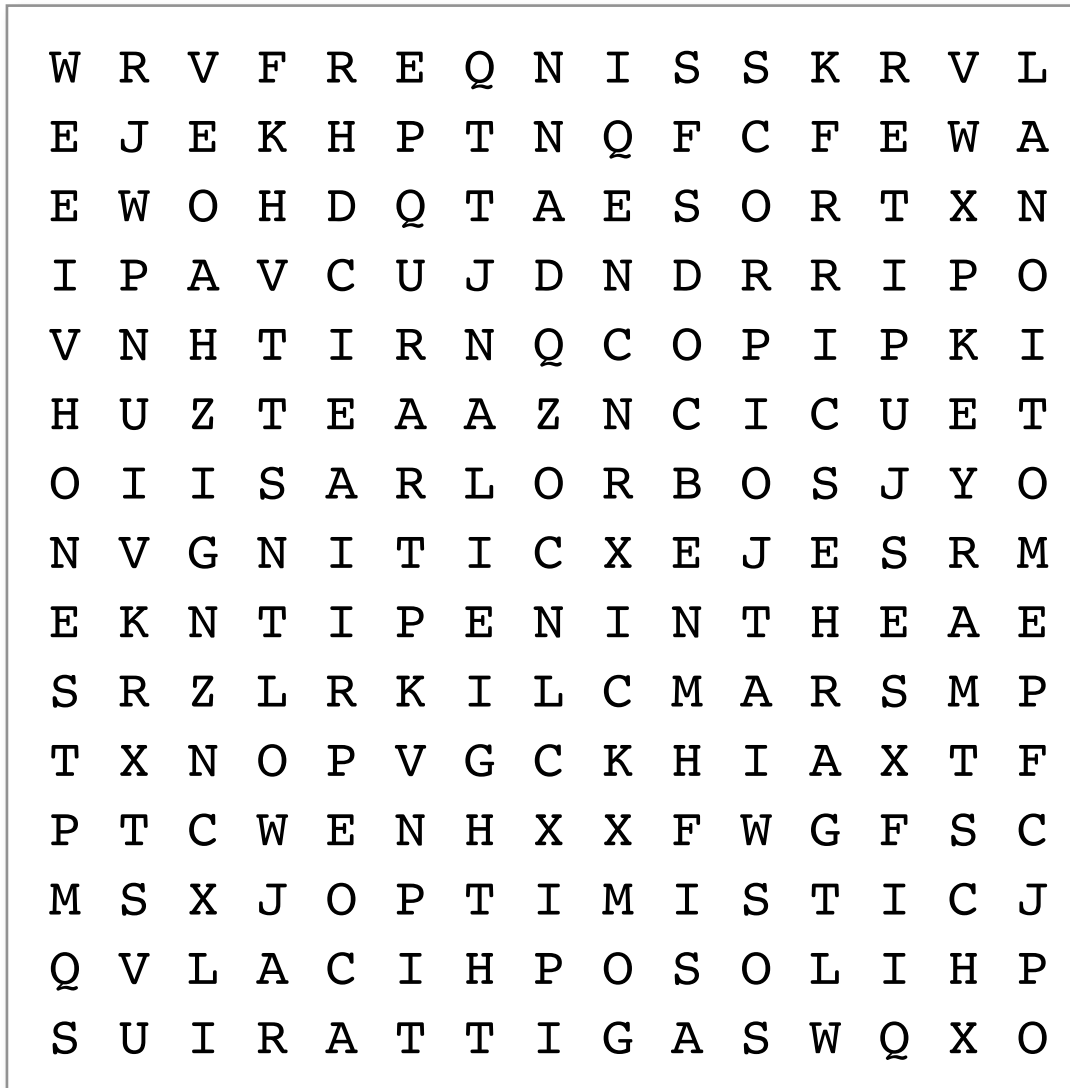 W R V F R E Q N I S S K R V L
E J E K H P T N Q F C F E W A
E W O H D Q T A E S O R T X N
I P A V C U J D N D R R I P O
V N H T I R N Q C O P I P K I
H U Z T E A A Z N C I C U E T
O I I S A R L O R B O S J Y O
N V G N I T I C X E J E S R M
E K N T I P E N I N T H E A E
S R Z L R K I L C M A R S M P
T X N O P V G C K H I A X T F
P T C W E N H X X F W G F S C
M S X J O P T I M I S T I C J
Q V L A C I H P O S O L I H P
S U I R A T T I G A S W Q X O